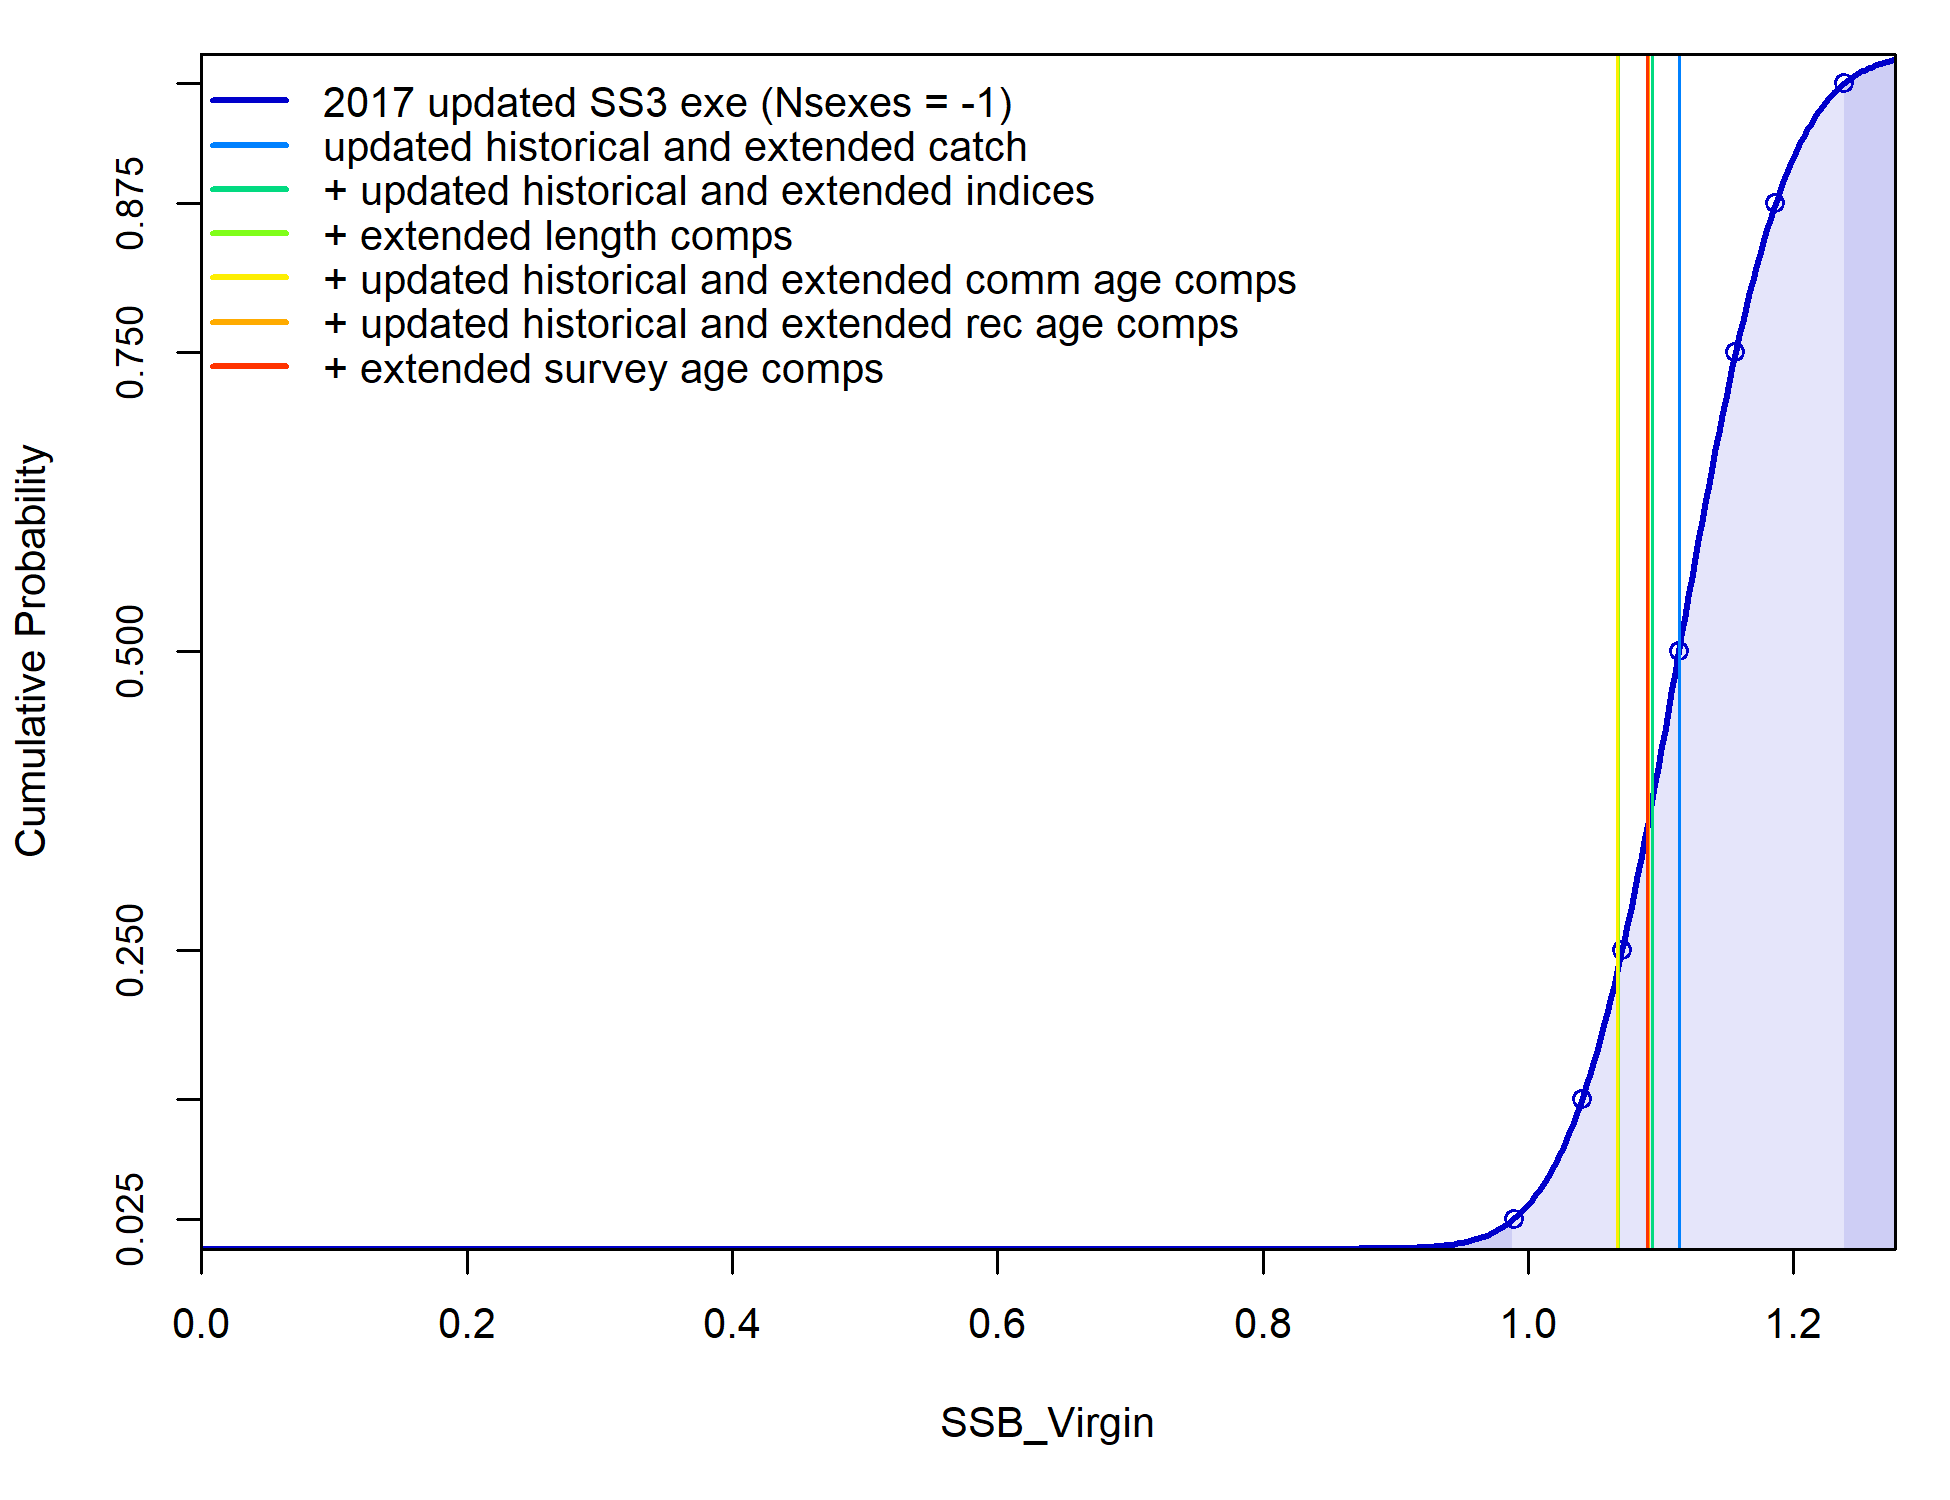 2017 updated SS3 exe (Nsexes = -1)
updated historical and extended catch
+ updated historical and extended indices
+ extended length comps
+ updated historical and extended comm age comps
+ updated historical and extended rec age comps
+ extended survey age comps
Cumulative Probability
0.875
0.750
0.500
0.250
0.025
0.0 0.2 0.4 0.6 0.8 1.0 1.2
SSB_Virgin